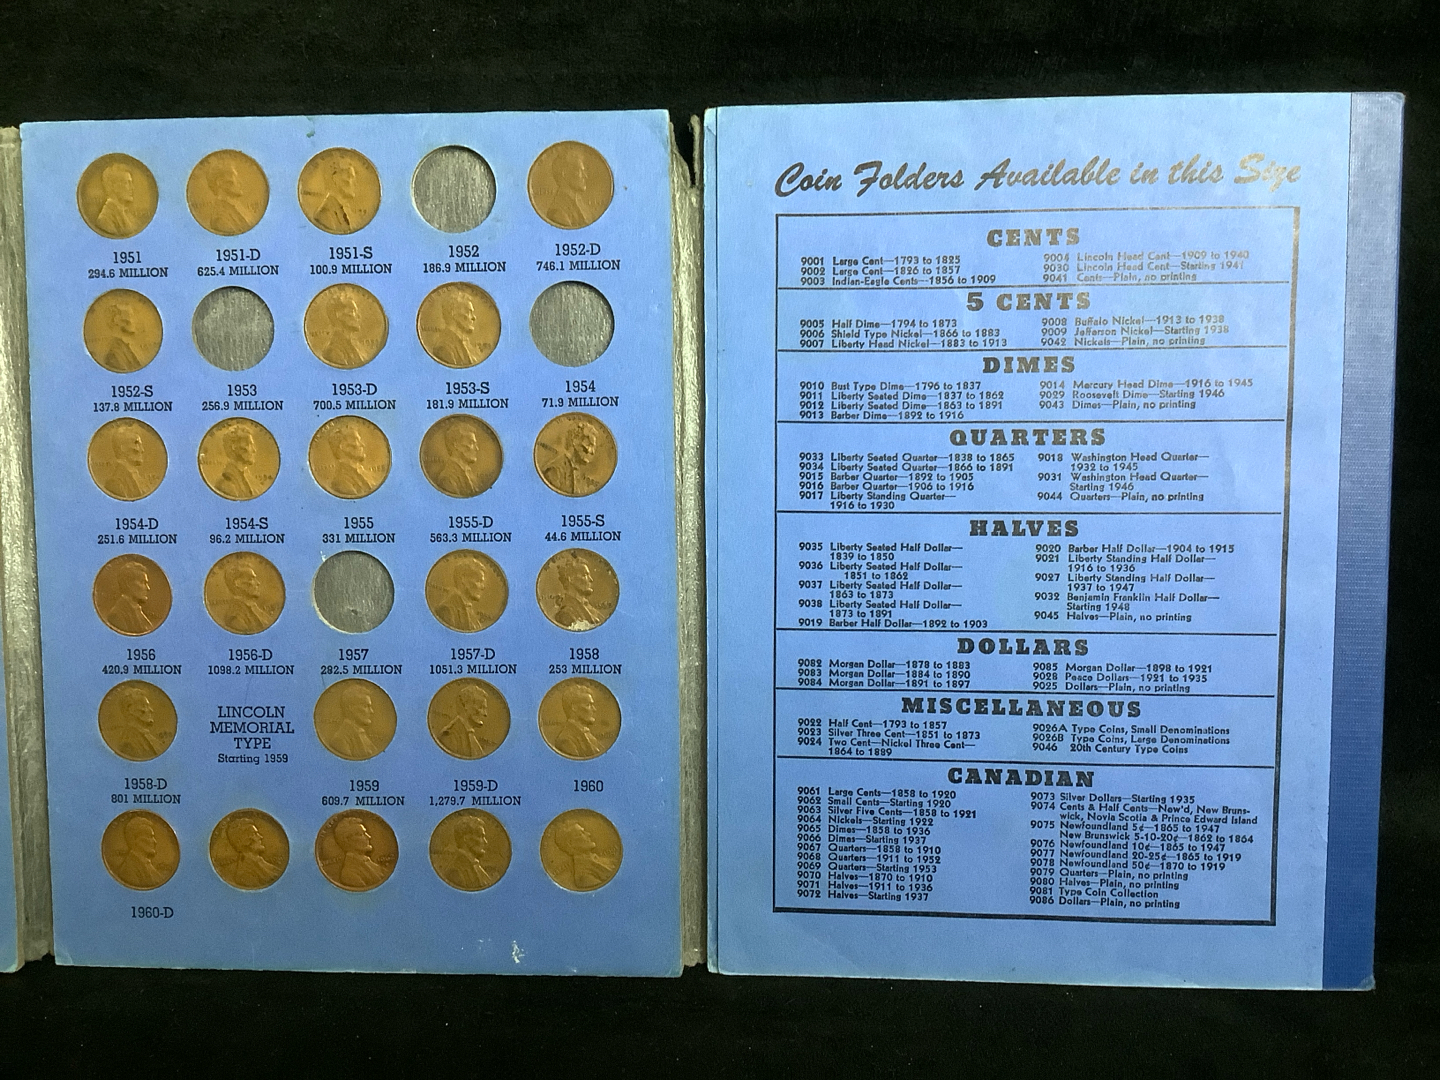 1951
294.6 MILLION
1951-D
625.4 MILLION
1951-S
100.9 MILLION
1952
186.9 MILLION
1952-D
746.1 MILLION
1952-S
137.8 MILLION
1953
256.9 MILLION
1953-D
700.5 MILLION
1953-S
181.9 MILLION
1954
71.9 MILLION
1954-D
251.6 MILLION
1954-S
96.2 MILLION
1955
331 MILLION
1955-D
563.3 MILLION
1955-S
44.6 MILLION
1956
420.9 MILLION
1956-D
1098.2 MILLION
1957
282.5 MILLION
1957-D
1051.3 MILLION
1958
253 MILLION
1958-D
801 MILLION
LINCOLN
MEMORIAL
TYPE
Starting 1959
1959
609.7 MILLION
1959-D
1,279.7 MILLION
1960
1960-D
Coin Folders Available in this Size
CENTS
9001 Large Cent—1793 to 1825
9002 Large Cent—1826 to 1857
9003 Indian-Eagle Cents—1856 to 1909
9004 Lincoln Head Cent—1909 to 1940
9030 Lincoln Head Cent—Starting 1941
9041 Cents—Plain, no printing
5 CENTS
9005 Half Dime—1794 to 1873
9006 Shield Type Nickel—1866 to 1883
9007 Liberty Head Nickel—1883 to 1913
9008 Buffalo Nickel—1913 to 1938
9009 Jefferson Nickel—Starting 1938
9042 Nickels—Plain, no printing
DIMES
9010 Bust Type Dime—1796 to 1837
9011 Liberty Seated Dime—1837 to 1862
9012 Liberty Seated Dime—1863 to 1891
9013 Barber Dime—1892 to 1916
9014 Mercury Head Dime—1916 to 1945
9029 Roosevelt Dime—Starting 1946
9043 Dimes—Plain, no printing
QUARTERS
9033 Liberty Seated Quarter—1838 to 1865
9034 Liberty Seated Quarter—1866 to 1891
9015 Barber Quarter—1892 to 1905
9016 Barber Quarter—1906 to 1916
9017 Liberty Standing Quarter—
1916 to 1930
9018 Washington Head Quarter—
1932 to 1945
9031 Washington Head Quarter—
Starting 1946
9044 Quarters—Plain, no printing
HALVES
9035 Liberty Seated Half Dollar—
1839 to 1850
9036 Liberty Seated Half Dollar—
1851 to 1862
9037 Liberty Seated Half Dollar—
1863 to 1873
9038 Liberty Seated Half Dollar—
1873 to 1891
9019 Barber Half Dollar—1892 to 1903
9020 Barber Half Dollar—1904 to 1915
9021 Liberty Standing Half Dollar—
1916 to 1936
9027 Liberty Standing Half Dollar—
1937 to 1947
9032 Benjamin Franklin Half Dollar—
Starting 1948
9045 Halves—Plain, no printing
DOLLARS
9082 Morgan Dollar—1878 to 1883
9083 Morgan Dollar—1884 to 1890
9084 Morgan Dollar—1891 to 1897
9085 Morgan Dollar—1898 to 1921
9028 Peace Dollars—1921 to 1935
9025 Dollars—Plain, no printing
MISCELLANEOUS
9022 Half Cent—1793 to 1857
9023 Silver Three Cent—1851 to 1873
9024 Two Cent—Nickel Three Cent—
1864 to 1889
9026A Type Coins, Small Denominations
9026B Type Coins, Large Denominations
9046 20th Century Type Coins
CANADIAN
9061 Large Cents—1858 to 1920
9062 Small Cents—Starting 1920
9063 Silver Five Cents—1858 to 1921
9064 Nickels—Starting 1922
9065 Dimes—1858 to 1936
9066 Dimes—Starting 1937
9067 Quarters—1858 to 1910
9068 Quarters—1911 to 1952
9069 Quarters—Starting 1953
9070 Halves—1870 to 1910
9071 Halves—1911 to 1936
9072 Halves—Starting 1937
9073 Silver Dollars—Starting 1935
9074 Cents & Half Cents—New'd, New Bruns-
wick, Novia Scotia & Prince Edward Island
9075 Newfoundland 5¢—1865 to 1947
New Brunswick 5-10-20¢—1862 to 1864
9076 Newfoundland 10¢—1865 to 1947
9077 Newfoundland 20-25¢—1865 to 1919
9078 Newfoundland 50¢—1870 to 1919
9079 Quarters—Plain, no printing
9080 Halves—Plain, no printing
9081 Type Coin Collection
9086 Dollars—Plain, no printing